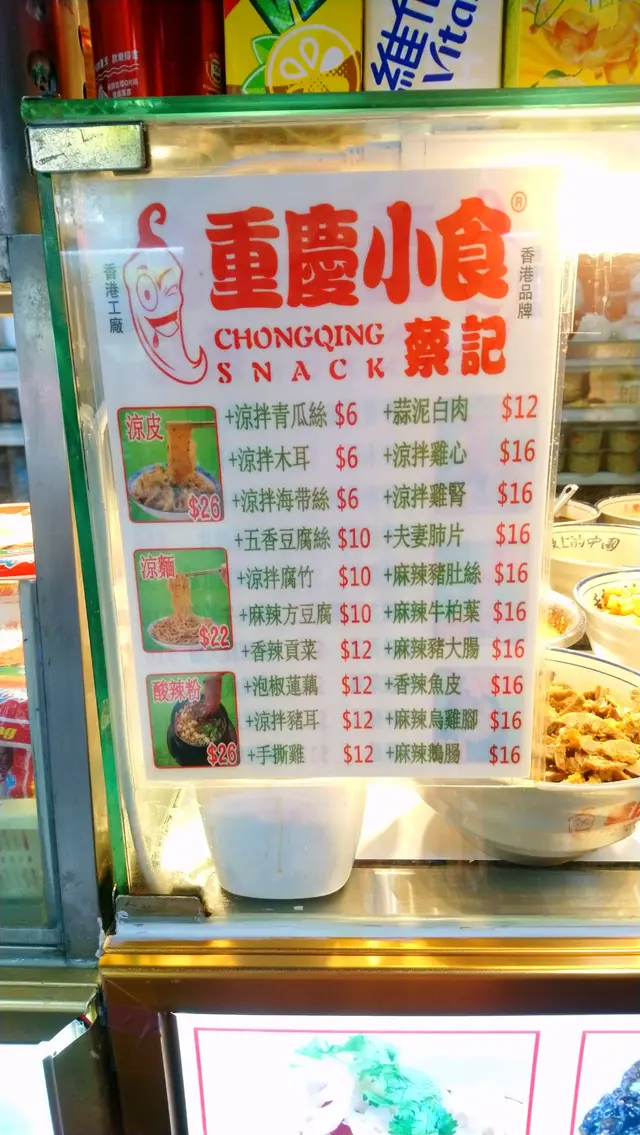 維他
Vita
重慶小食®
香港工廠
香港品牌
CHONGQING
SNACK
蔡記
涼皮
$26
涼麵
$22
酸辣粉
$26
+涼拌青瓜絲 $6
+涼拌木耳 $6
+涼拌海帶絲 $6
+五香豆腐絲 $10
+涼拌腐竹 $10
+麻辣方豆腐 $10
+香辣貢菜 $12
+泡椒蓮藕 $12
+涼拌豬耳 $12
+手撕雞 $12
+蒜泥白肉 $12
+涼拌雞心 $16
+涼拌雞腎 $16
+夫妻肺片 $16
+麻辣豬肚絲 $16
+麻辣牛柏葉 $16
+麻辣豬大腸 $16
+香辣魚皮 $16
+麻辣烏雞腳 $16
+麻辣鵝腸 $16
上的中国